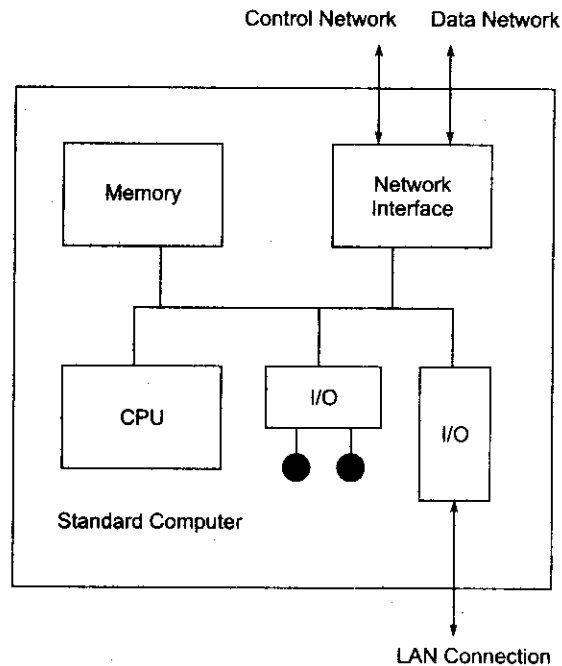 Control Network
Data Network
Memory
Network
Interface
CPU
I/O
I/O
Standard Computer
LAN Connection